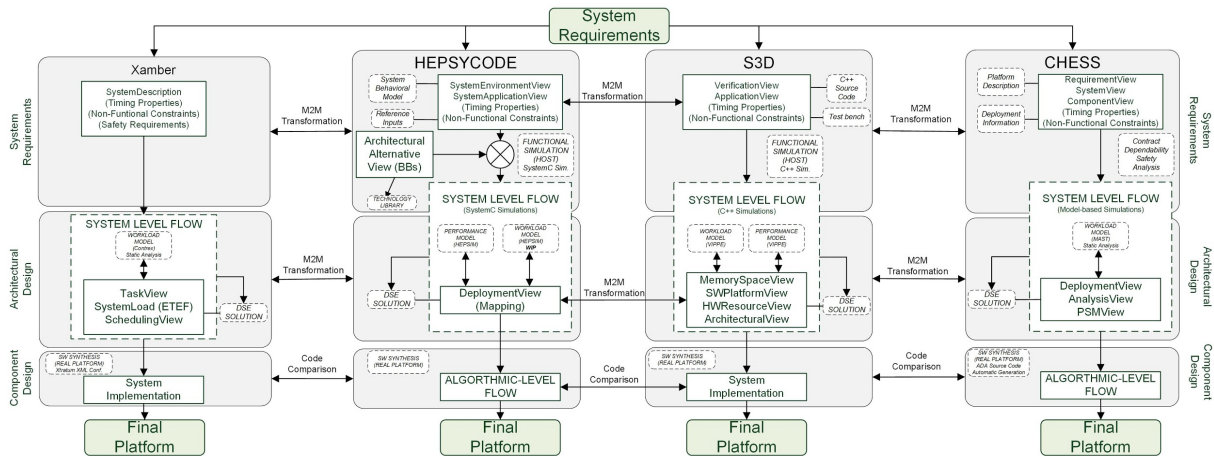 System
Requirements
Xamber
SystemDescription
(Timing Properties)
(Non-Funtional Constraints)
(Safety Requirements)
M2M
Transformation
HEPSYCODE
System
Behavioral
Model
Reference
Inputs
SystemEnvironmentView
SystemApplicationView
(Timing Properties)
(Non-Functional Constraints)
Architectural
Alternative
View (BBs)
FUNCTIONAL
SIMULATION
(HOST)
SystemC Sim.
TECHNOLOGY
LIBRARY
M2M
Transformation
S3D
VerificationView
ApplicationView
(Timing Properties)
(Non-Functional Constraints)
C++
Source
Code
Test bench
FUNCTIONAL
SIMULATION
(HOST)
C++ Sim.
M2M
Transformation
CHESS
Platform
Description
Deployment
Information
RequirementView
SystemView
ComponentView
(Timing Properties)
(Non-Functional Constraints)
Contract
Dependability
Safety
Analysis
System
Requirements
System
Requirements
Architectural
Design
SYSTEM LEVEL FLOW
WORKLOAD
MODEL
(Contrex)
Static Analysis
TaskView
SystemLoad (ETEF)
SchedulingView
DSE
SOLUTION
M2M
Transformation
SYSTEM LEVEL FLOW
(SystemC Simulations)
PERFORMANCE
MODEL
(HEPSIM)
WORKLOAD
MODEL
(HEPSIM)
WIP
DSE
SOLUTION
DeploymentView
(Mapping)
M2M
Transformation
SYSTEM LEVEL FLOW
(C++ Simulations)
WORKLOAD
MODEL
(VIPPE)
PERFORMANCE
MODEL
(VIPPE)
MemorySpaceView
SWPlatformView
HWResourceView
ArchitecturalView
DSE
SOLUTION
M2M
Transformation
SYSTEM LEVEL FLOW
(Model-based Simulations)
WORKLOAD
MODEL
(MAST)
Static Analysis
DSE
SOLUTION
DeploymentView
AnalysisView
PSMView
Architectural
Design
Component
Design
SW SYNTHESIS
(REAL PLATFORM)
Xtratum XML Conf.
System
Implementation
Code
Comparison
SW SYNTHESIS
(REAL PLATFORM)
ALGORTHMIC-LEVEL
FLOW
Code
Comparison
SW SYNTHESIS
(REAL PLATFORM)
System
Implementation
Code
Comparison
SW SYNTHESIS
(REAL PLATFORM)
ADA Source Code
Automatic Generation
ALGORTHMIC-LEVEL
FLOW
Component
Design
Final
Platform
Final
Platform
Final
Platform
Final
Platform